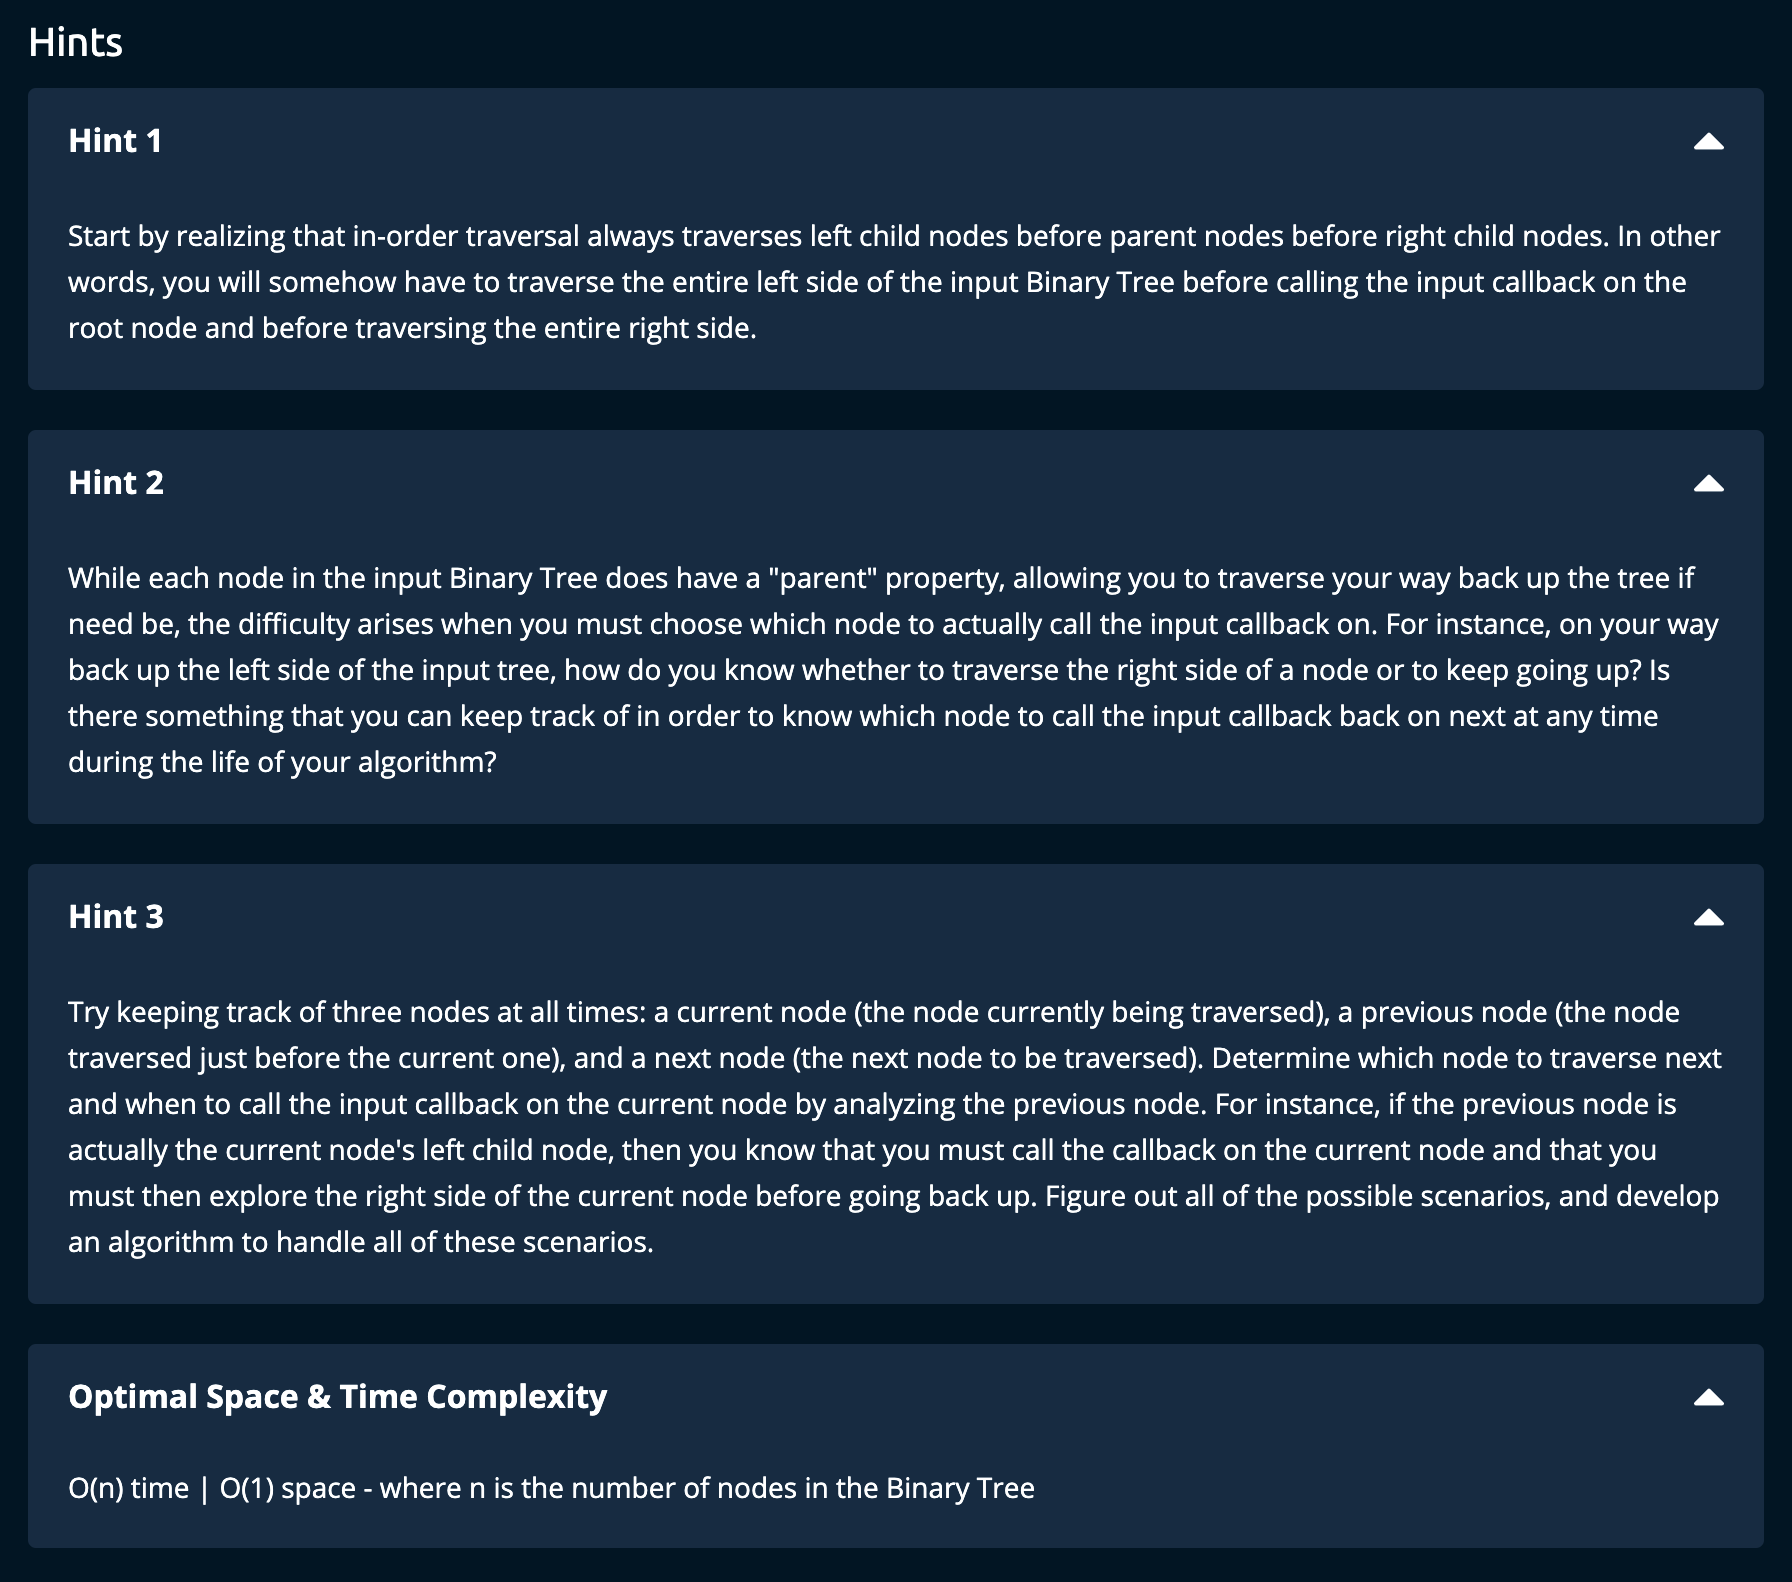 Hints
Hint 1
Start by realizing that in-order traversal always traverses left child nodes before parent nodes before right child nodes. In other
words, you will somehow have to traverse the entire left side of the input Binary Tree before calling the input callback on the
root node and before traversing the entire right side.
Hint 2
While each node in the input Binary Tree does have a "parent" property, allowing you to traverse your way back up the tree if
need be, the difficulty arises when you must choose which node to actually call the input callback on. For instance, on your way
back up the left side of the input tree, how do you know whether to traverse the right side of a node or to keep going up? Is
there something that you can keep track of in order to know which node to call the input callback back on next at any time
during the life of your algorithm?
Hint 3
Try keeping track of three nodes at all times: a current node (the node currently being traversed), a previous node (the node
traversed just before the current one), and a next node (the next node to be traversed). Determine which node to traverse next
and when to call the input callback on the current node by analyzing the previous node. For instance, if the previous node is
actually the current node's left child node, then you know that you must call the callback on the current node and that you
must then explore the right side of the current node before going back up. Figure out all of the possible scenarios, and develop
an algorithm to handle all of these scenarios.
Optimal Space & Time Complexity
O(n) time | O(1) space - where n is the number of nodes in the Binary Tree